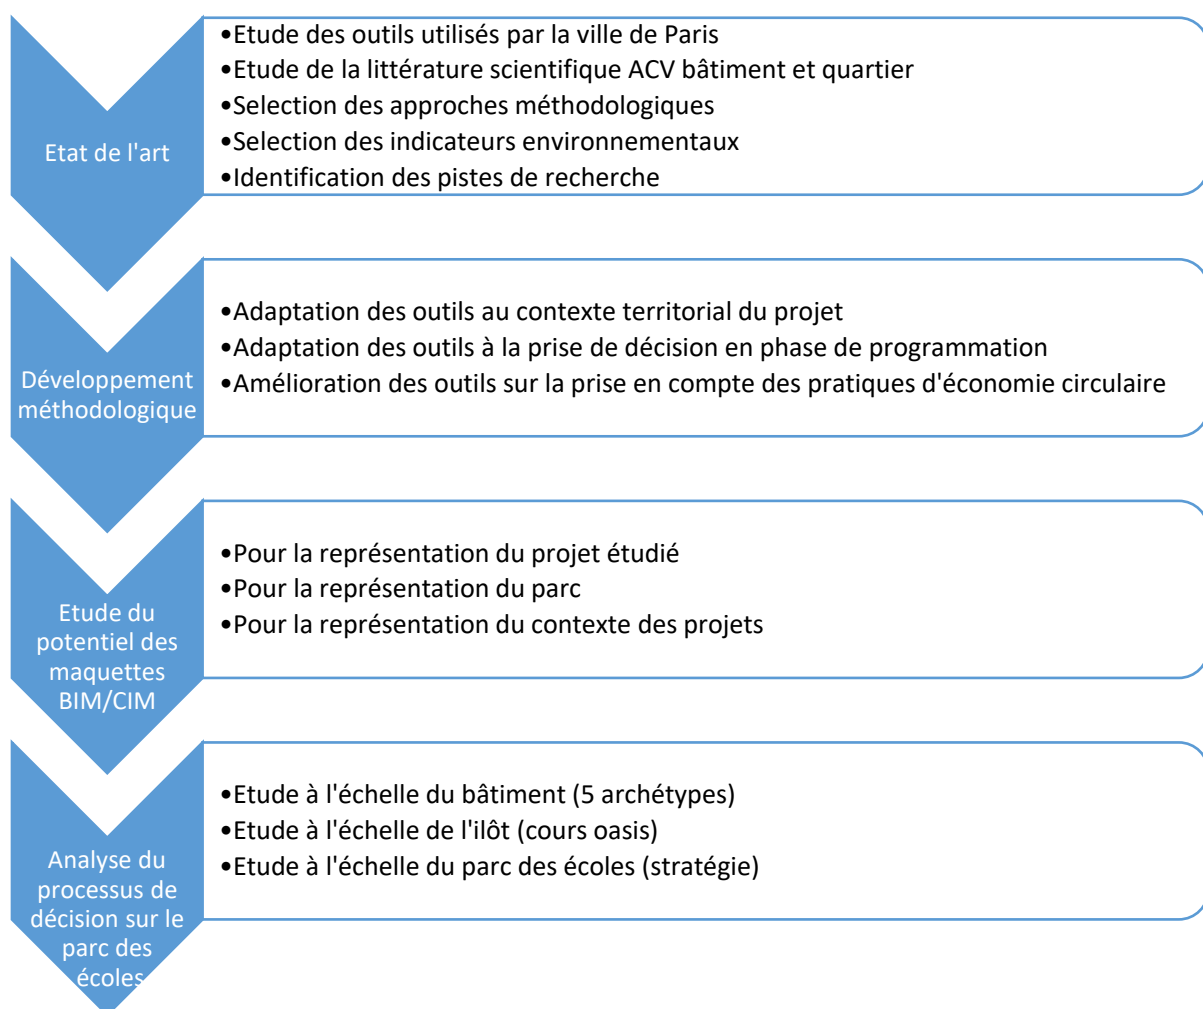 Etat de l'art
•Etude des outils utilisés par la ville de Paris
•Etude de la littérature scientifique ACV bâtiment et quartier
•Selection des approches méthodologiques
•Selection des indicateurs environnementaux
•Identification des pistes de recherche
Développement
méthodologique
•Adaptation des outils au contexte territorial du projet
•Adaptation des outils à la prise de décision en phase de programmation
•Amélioration des outils sur la prise en compte des pratiques d'économie circulaire
Etude du
potentiel des
maquettes
BIM/CIM
•Pour la représentation du projet étudié
•Pour la représentation du parc
•Pour la représentation du contexte des projets
Analyse du
processus de
décision sur le
parc des
écoles
•Etude à l'échelle du bâtiment (5 archétypes)
•Etude à l'échelle de l'ilôt (cours oasis)
•Etude à l'échelle du parc des écoles (stratégie)